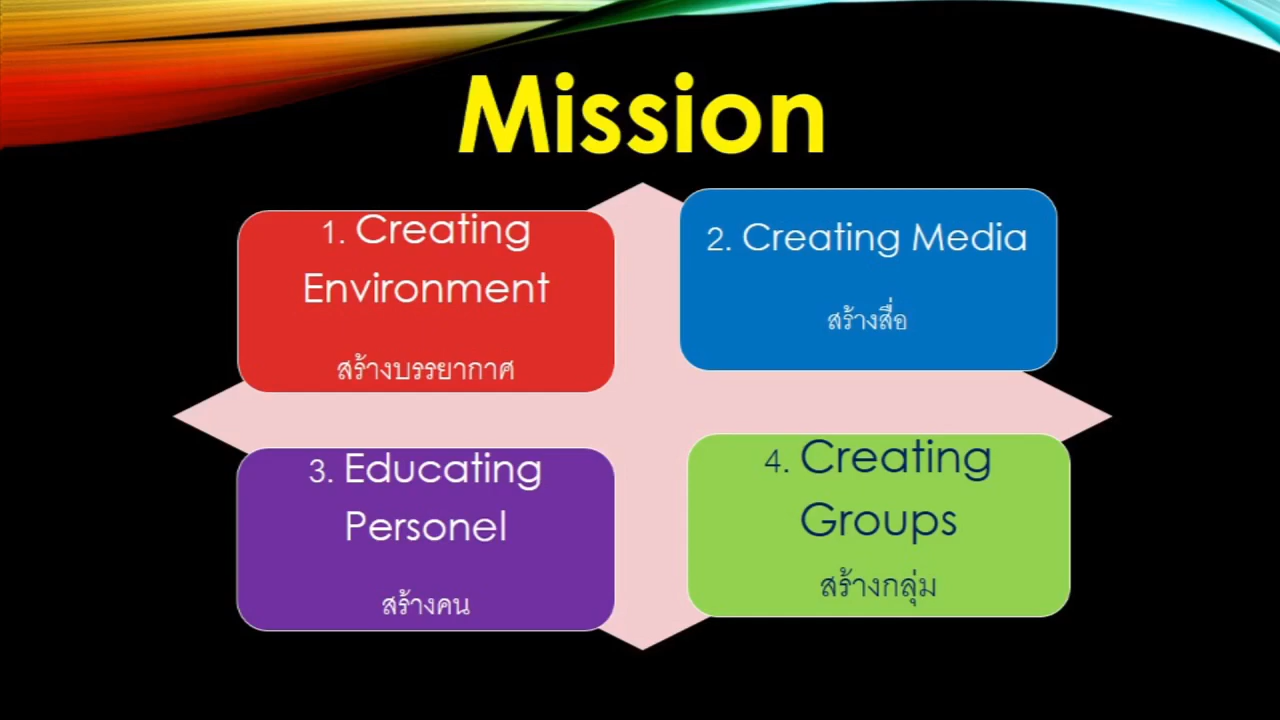 Mission
1. Creating
Environment
สร้างบรรยากาศ
2. Creating Media
สร้างสื่อ
3. Educating
Personel
สร้างคน
4. Creating
Groups
สร้างกลุ่ม